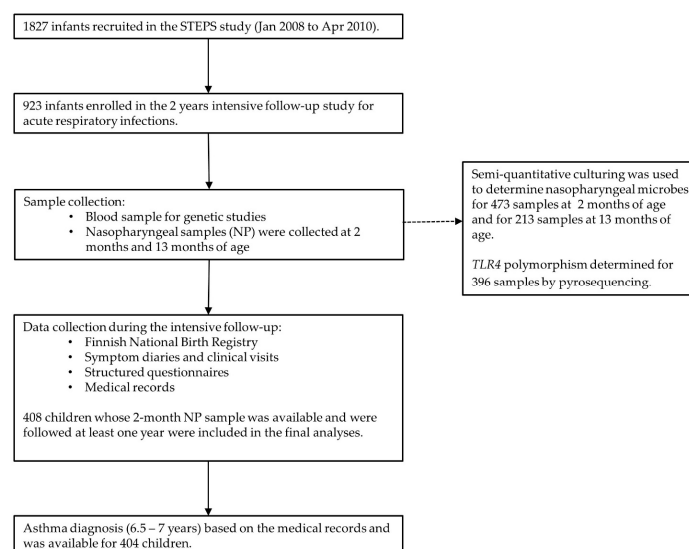 1827 infants recruited in the STEPS study (Jan 2008 to Apr 2010).
923 infants enrolled in the 2 years intensive follow-up study for
acute respiratory infections.
Sample collection:
• Blood sample for genetic studies
• Nasopharyngeal samples (NP) were collected at 2
months and 13 months of age
Semi-quantitative culturing was used
to determine nasopharyngeal microbes
for 473 samples at 2 months of age
and for 213 samples at 13 months of
age.
TLR4 polymorphism determined for
396 samples by pyrosequencing.
Data collection during the intensive follow-up:
• Finnish National Birth Registry
• Symptom diaries and clinical visits
• Structured questionnaires
• Medical records
408 children whose 2-month NP sample was available and were
followed at least one year were included in the final analyses.
Asthma diagnosis (6.5 – 7 years) based on the medical records and
was available for 404 children.